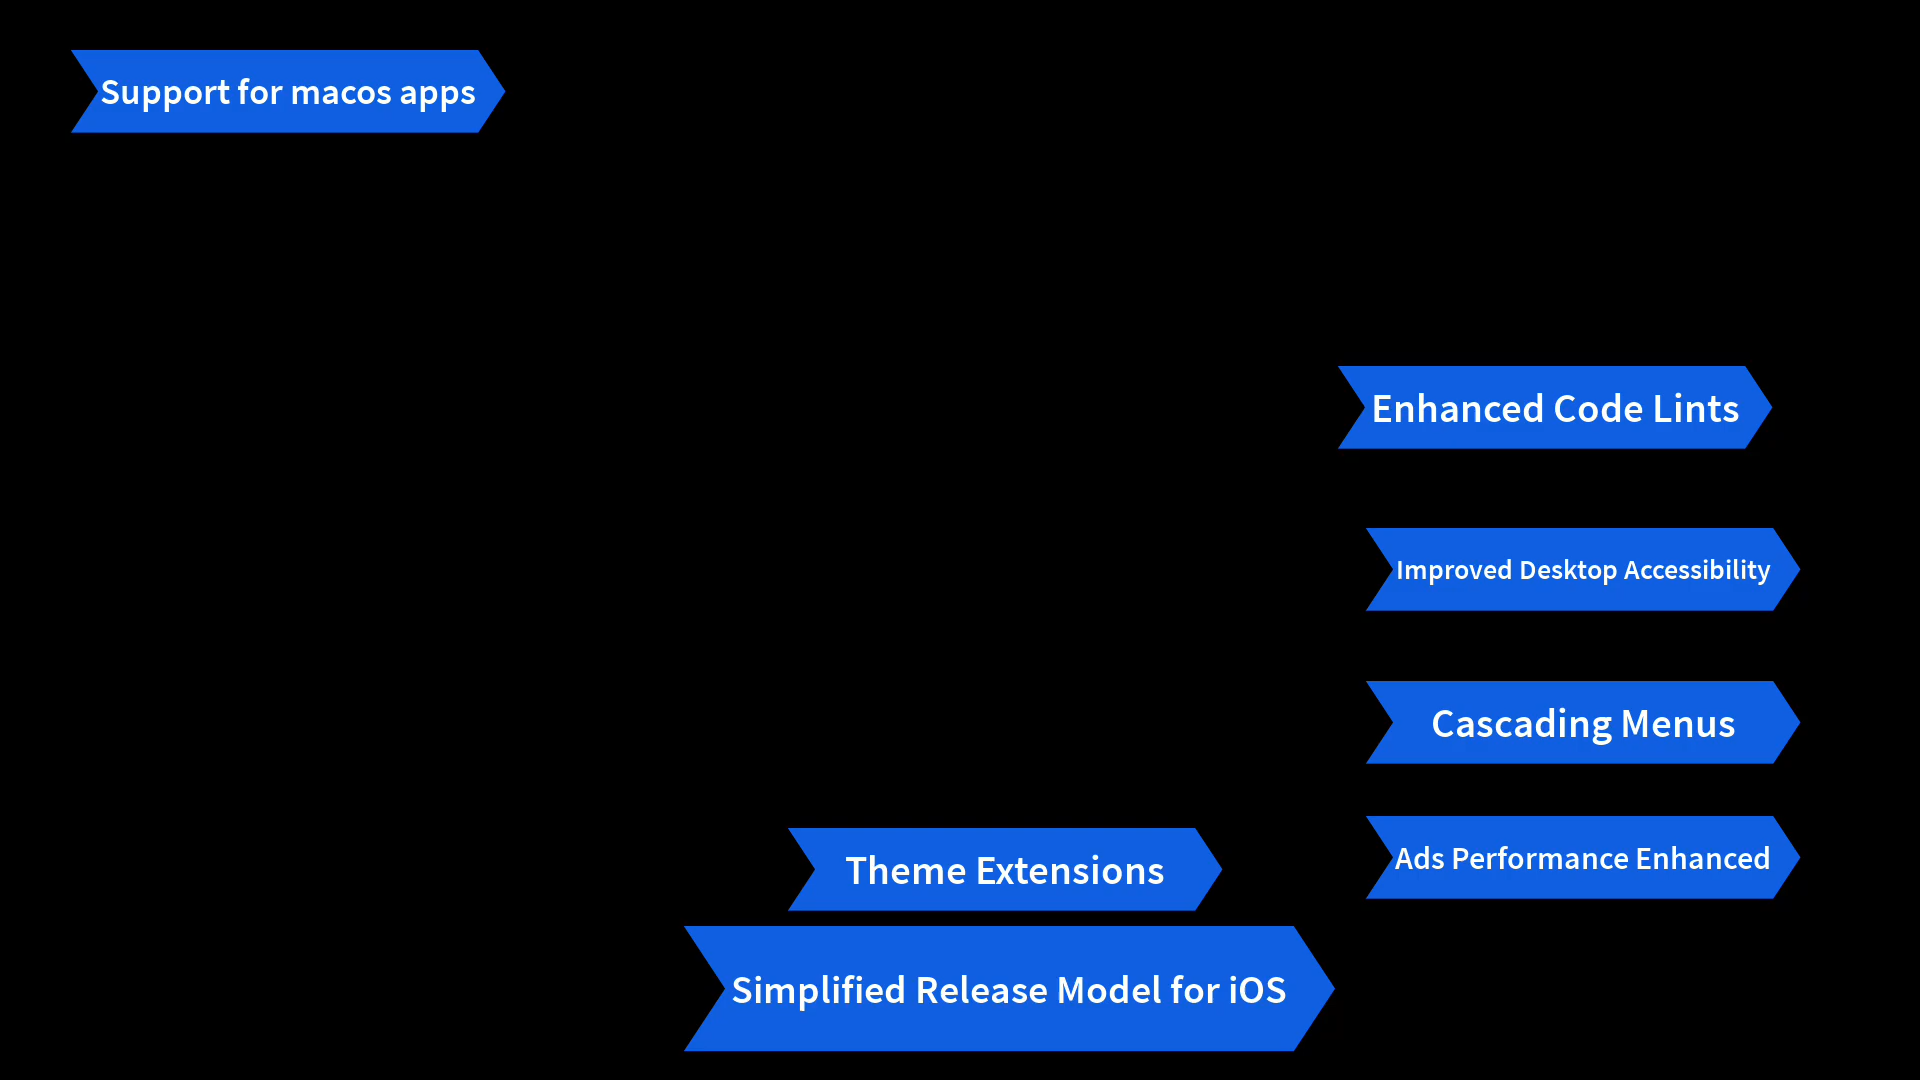 Support for macos apps
Enhanced Code Lints
Improved Desktop Accessibility
Cascading Menus
Ads Performance Enhanced
Theme Extensions
Simplified Release Model for iOS